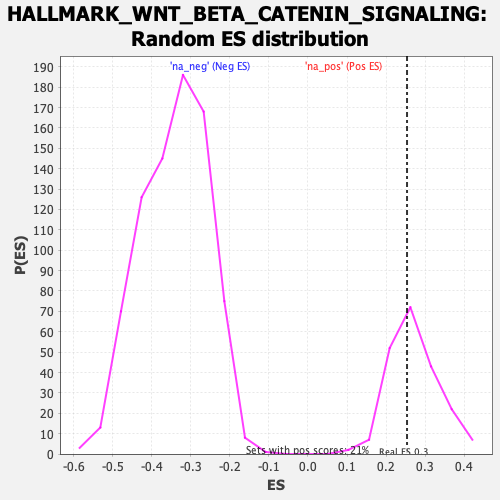 HALLMARK_WNT_BETA_CATENIN_SIGNALING:
Random ES distribution
'na_neg' (Neg ES) 'na_pos' (Pos ES)
190
180
170
160
150
140
130
120
110
100
90
80
70
60
50
40
30
20
10
0
P(ES)
Sets with pos scores: 21% Real ES 0.3
-0.6 -0.5 -0.4 -0.3 -0.2 -0.1 0.0 0.1 0.2 0.3 0.4
ES